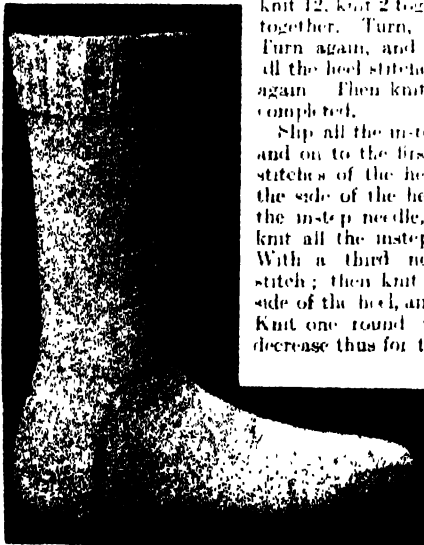 knit 12, knit 2 tog
together. Turn,
Turn again, and
all the heel stitche
again Then knit
completed.
Slip all the inste
and on to the firs
stitches of the he
the side of the he
the instep needle,
knit all the instep
With a third ne
stitch; then knit
side of the heel, an
Knit one round
decrease thus for t